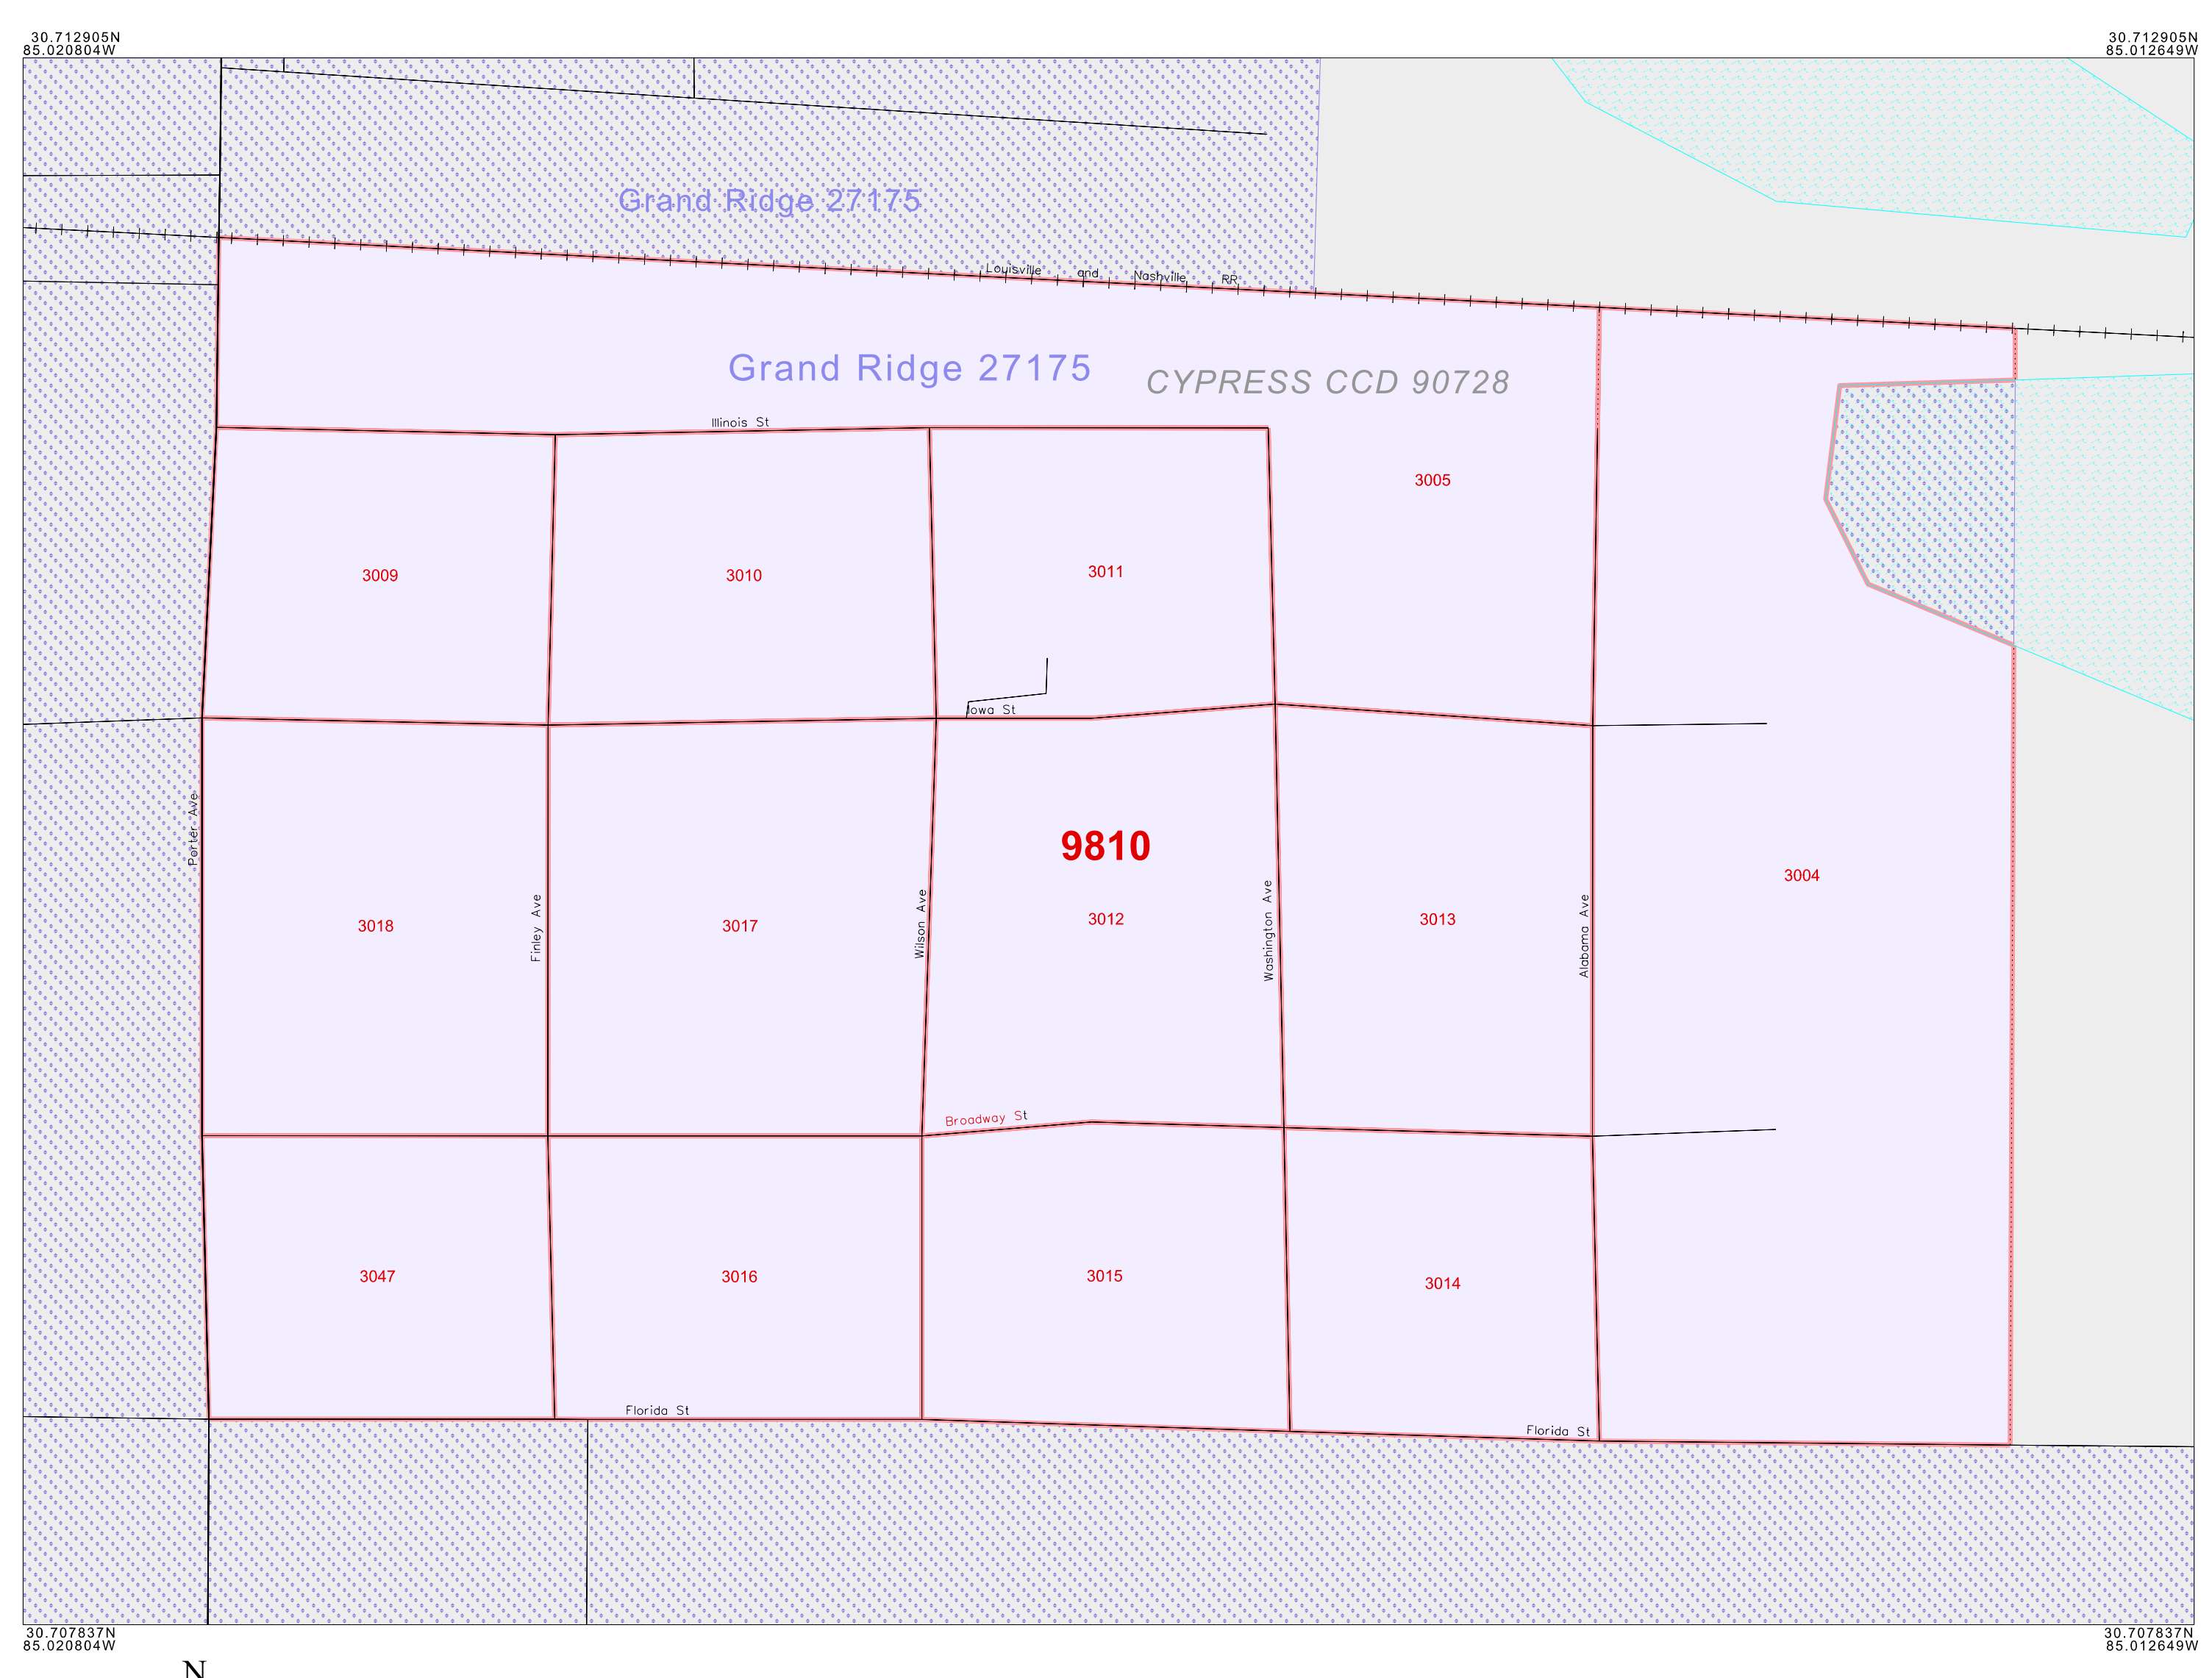 30.712905N
85.020804W
30.712905N
85.012649W
Grand Ridge 27175
Louisville and Nashville RR
Grand Ridge 27175
CYPRESS CCD 90728
Illinois St
3005
3009
3010
3011
Iowa St
Porter Ave
9810
3004
3018
Finley Ave
3017
Wilson Ave
3012
Washington Ave
3013
Alabama Ave
Broadway St
3047
3016
3015
3014
Florida St
Florida St
30.707837N
85.020804W
30.707837N
85.012649W
N